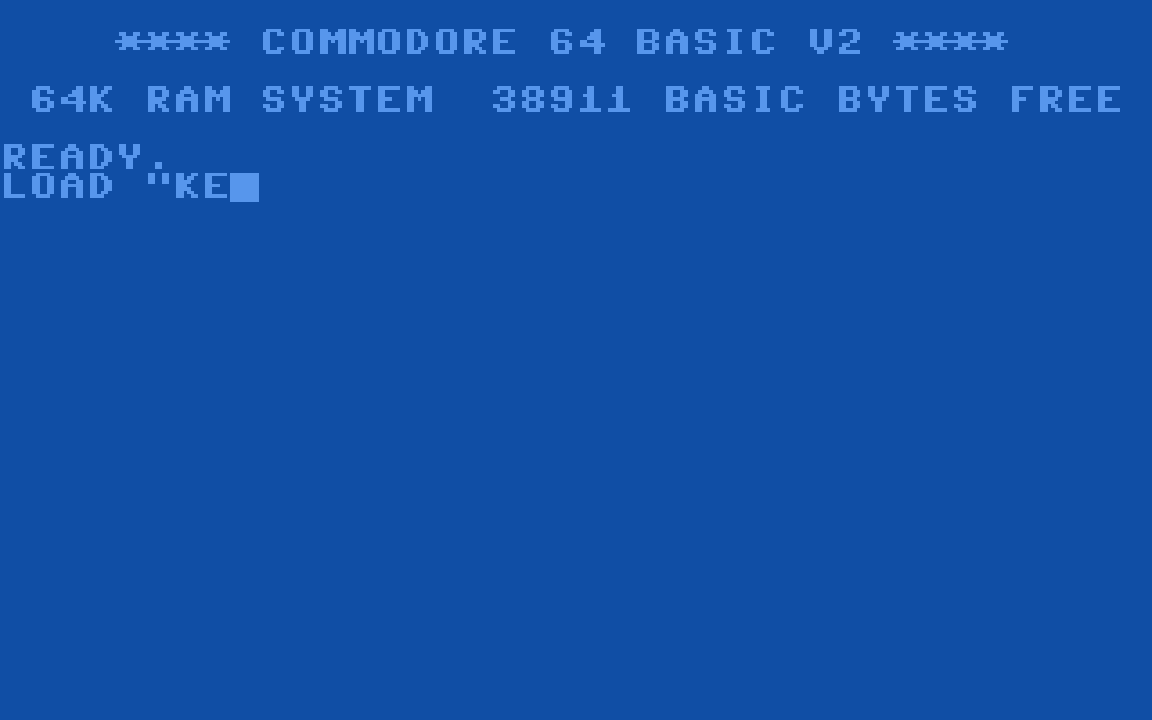 **** COMMODORE 64 BASIC V2 ****
64K RAM SYSTEM  38911 BASIC BYTES FREE
READY.
LOAD "KE